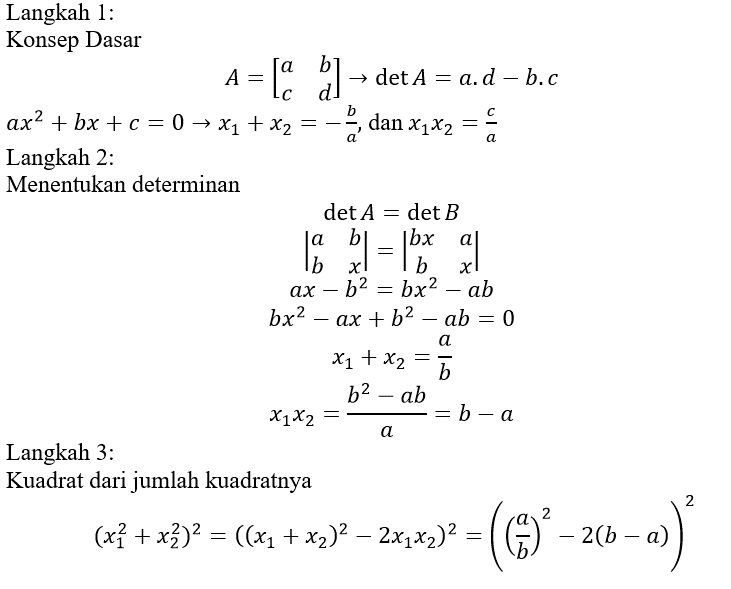 Langkah 1:
Konsep Dasar
A = [a b; c d] → det A = a.d − b.c
ax² + bx + c = 0 → x₁ + x₂ = −b/a, dan x₁x₂ = c/a
Langkah 2:
Menentukan determinan
det A = det B
|a b; b x| = |bx a; b x|
ax − b² = bx² − ab
bx² − ax + b² − ab = 0
x₁ + x₂ = a/b
x₁x₂ = (b² − ab)/a = b − a
Langkah 3:
Kuadrat dari jumlah kuadratnya
(x₁² + x₂²)² = ((x₁ + x₂)² − 2x₁x₂)² = ((a/b)² − 2(b − a))²